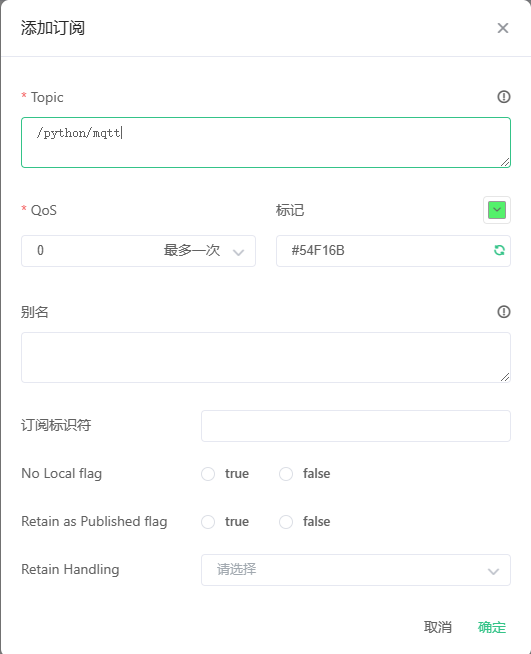 添加订阅
* Topic
/python/mqtt
* QoS
标记
0 最多一次
#54F16B
别名
订阅标识符
No Local flag true false
Retain as Published flag true false
Retain Handling 请选择
取消 确定